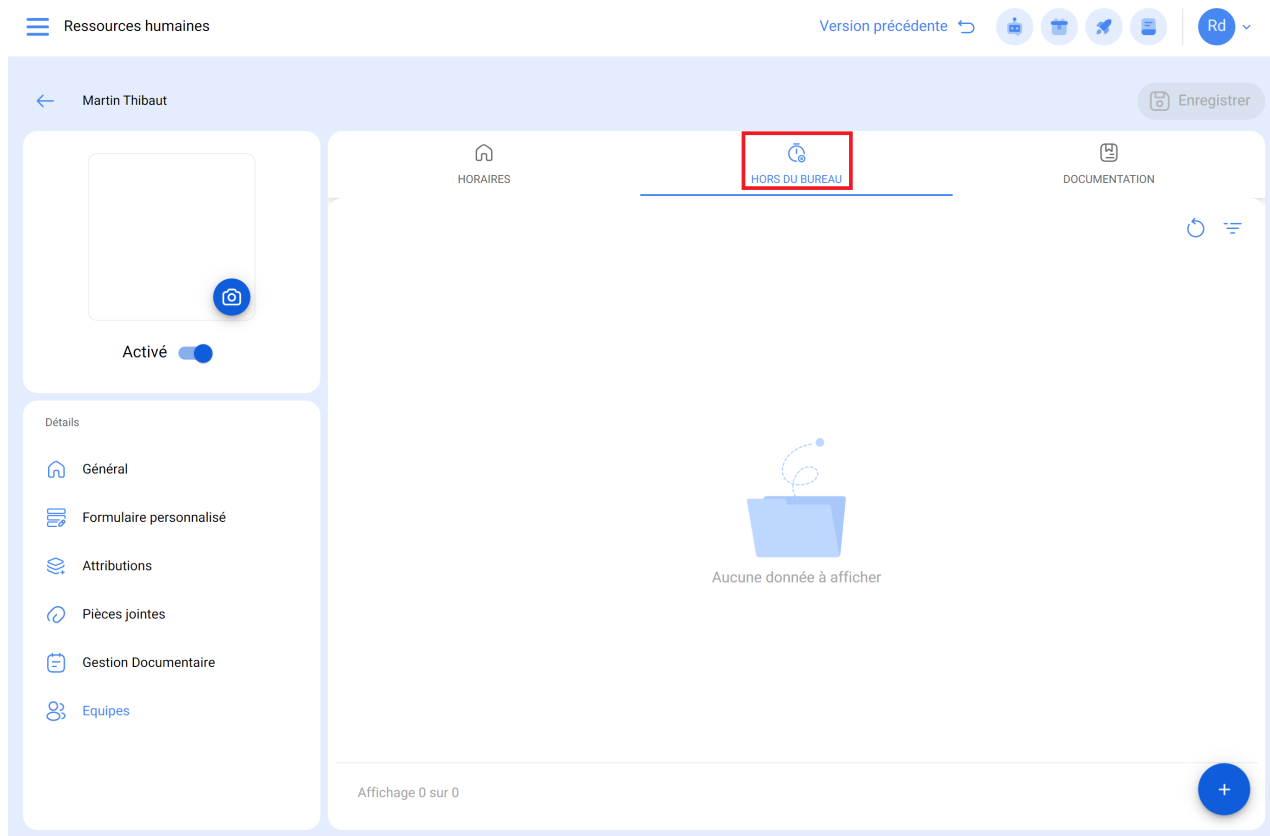 Ressources humaines
Version précédente
Rd
Martin Thibaut
Enregistrer
Activé
Détails
Général
Formulaire personnalisé
Attributions
Pièces jointes
Gestion Documentaire
Equipes
HORAIRES
HORS DU BUREAU
DOCUMENTATION
Aucune donnée à afficher
Affichage 0 sur 0